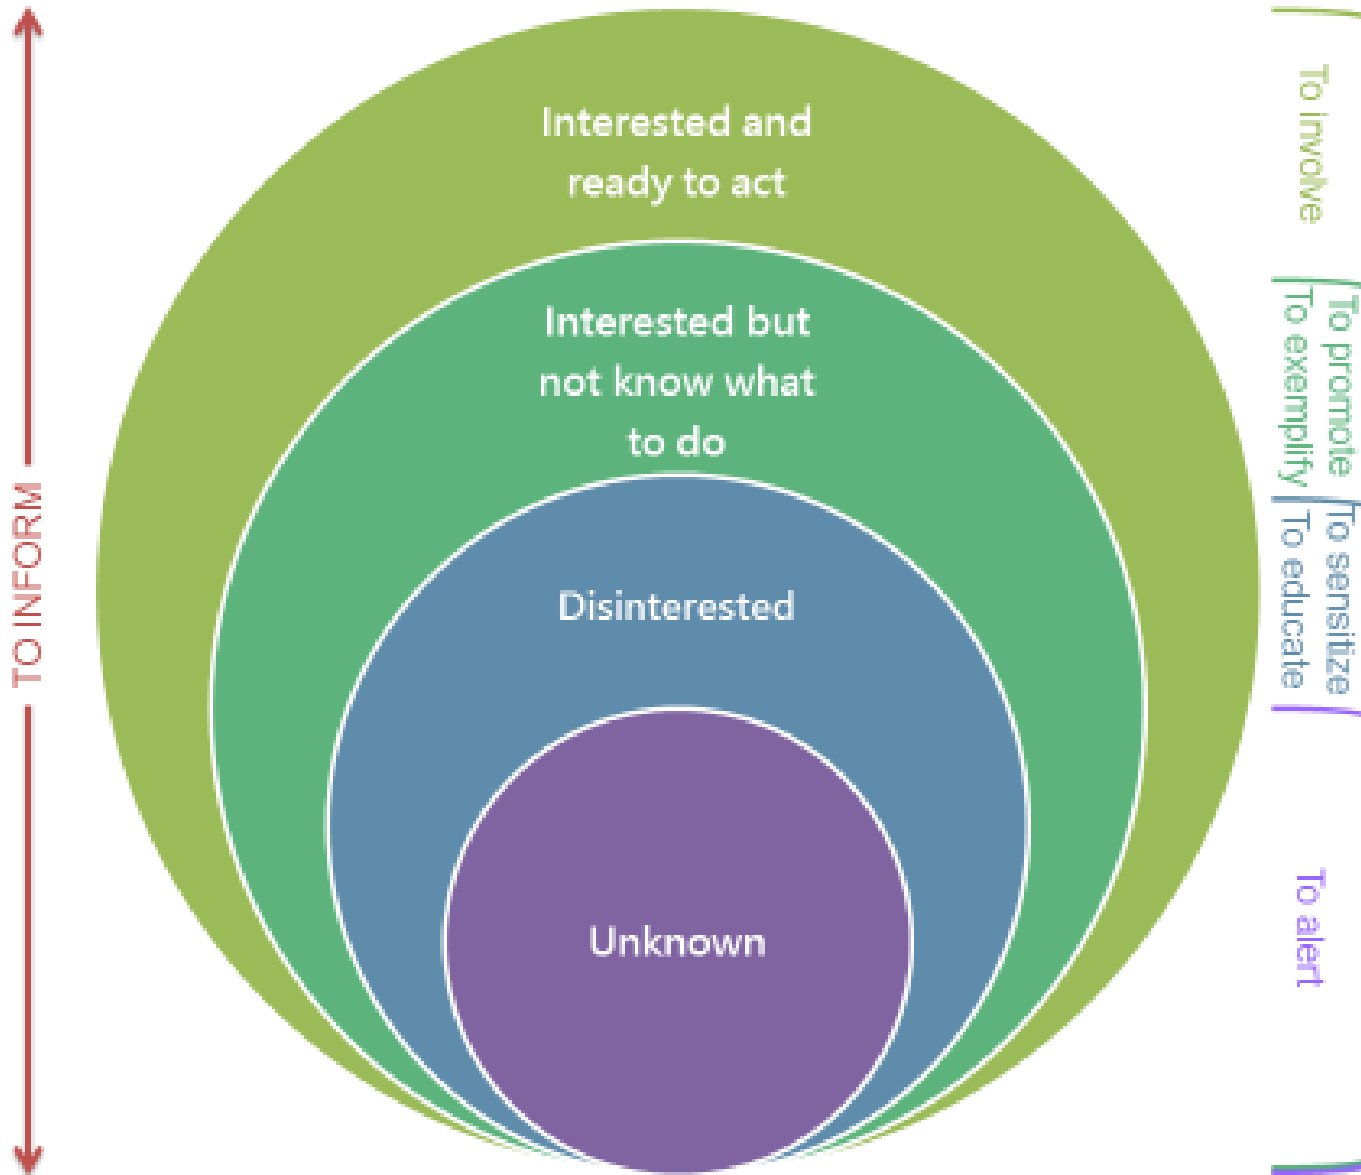 TO INFORM
Interested and
ready to act
Interested but
not know what
to do
Disinterested
Unknown
To involve
To promote
To exemplify
To sensitize
To educate
To alert